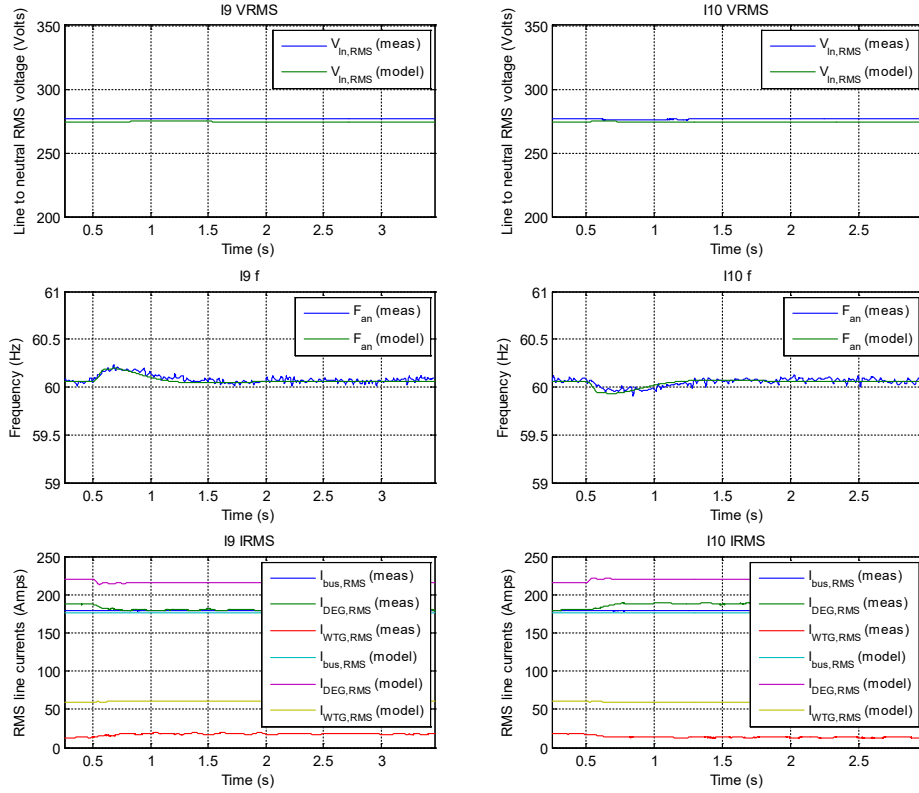 I9 VRMS
Line to neutral RMS voltage (Volts)
350
300
250
200
V_ln,RMS (meas)
V_ln,RMS (model)
0.5 1 1.5 2 2.5 3
Time (s)
I10 VRMS
Line to neutral RMS voltage (Volts)
350
300
250
200
V_ln,RMS (meas)
V_ln,RMS (model)
0.5 1 1.5 2 2.5
Time (s)
I9 f
Frequency (Hz)
61
60.5
60
59.5
59
F_an (meas)
F_an (model)
0.5 1 1.5 2 2.5 3
Time (s)
I10 f
Frequency (Hz)
61
60.5
60
59.5
59
F_an (meas)
F_an (model)
0.5 1 1.5 2 2.5
Time (s)
I9 IRMS
RMS line currents (Amps)
250
200
150
100
50
0
I_bus,RMS (meas)
I_DEG,RMS (meas)
I_WTG,RMS (meas)
I_bus,RMS (model)
I_DEG,RMS (model)
I_WTG,RMS (model)
0.5 1 1.5 2 2.5 3
Time (s)
I10 IRMS
RMS line currents (Amps)
250
200
150
100
50
0
I_bus,RMS (meas)
I_DEG,RMS (meas)
I_WTG,RMS (meas)
I_bus,RMS (model)
I_DEG,RMS (model)
I_WTG,RMS (model)
0.5 1 1.5 2 2.5
Time (s)